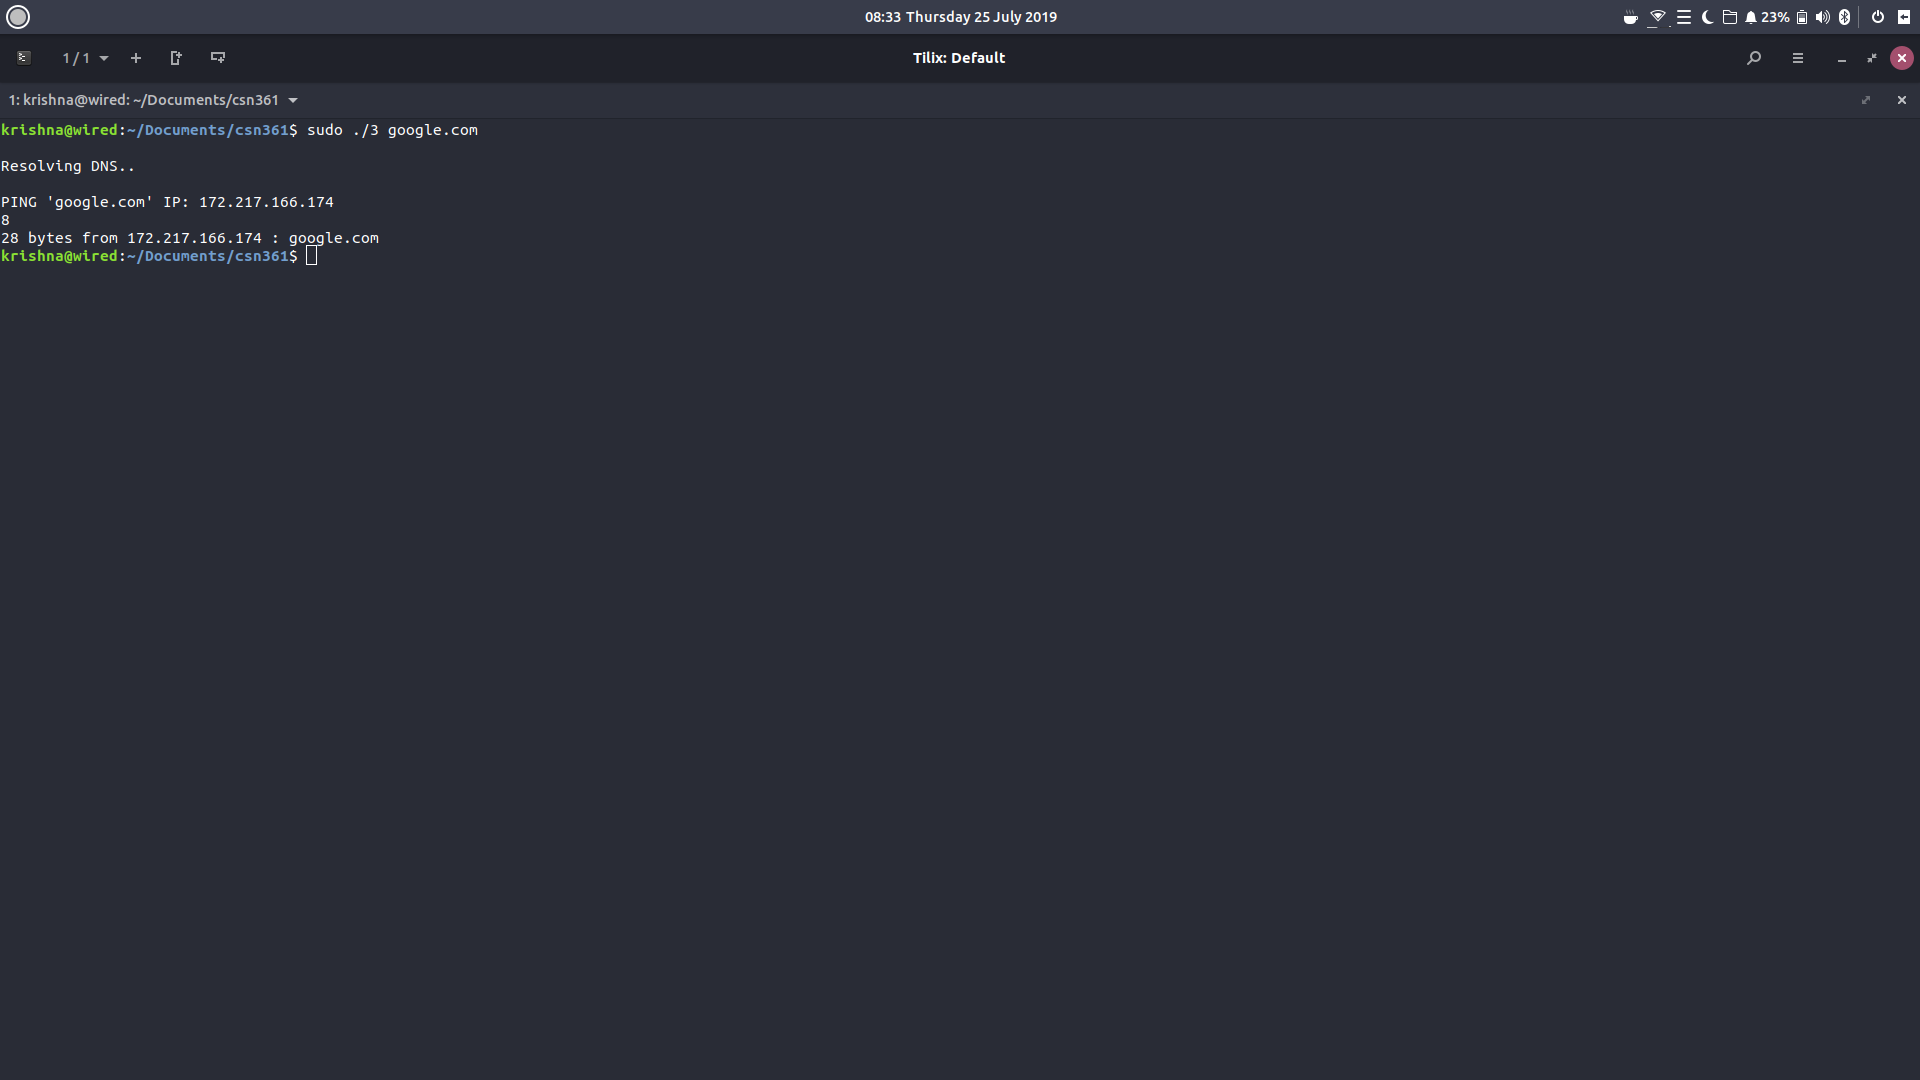 08:33 Thursday 25 July 2019
23%
1 / 1
Tilix: Default
1: krishna@wired: ~/Documents/csn361
krishna@wired:~/Documents/csn361$ sudo ./3 google.com
Resolving DNS..
PING 'google.com' IP: 172.217.166.174
8
28 bytes from 172.217.166.174 : google.com
krishna@wired:~/Documents/csn361$